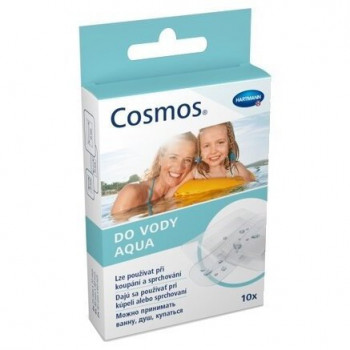 HARTMANN
Cosmos®
DO VODY
AQUA
Lze používat při
koupání a sprchování
Dajú sa používať pri
kúpeli alebo sprchovaní
Можно принимать
ванну, душ, купаться
10x